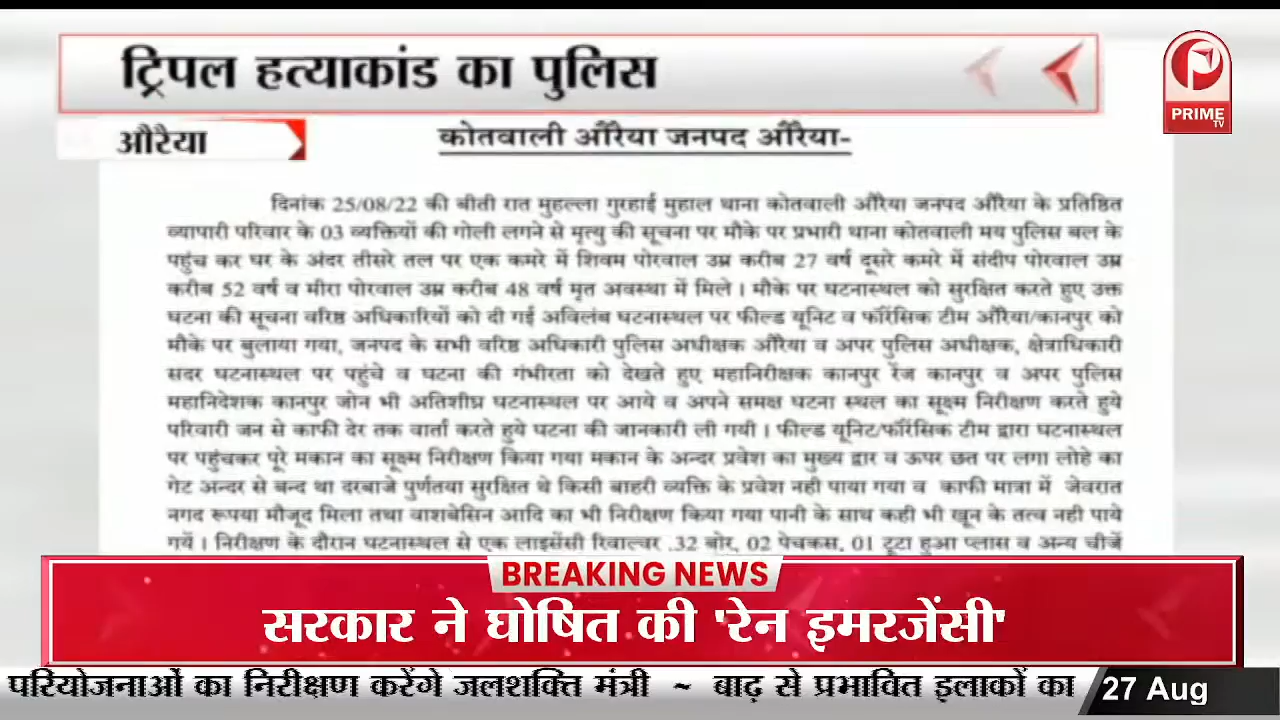 ट्रिपल हत्याकांड का पुलिस
PRIME
TV
औरैया
कोतवाली औरैया जनपद औरैया-
दिनांक 25/08/22 की बीती रात मुहल्ला गुरहाई मुहाल थाना कोतवाली औरैया जनपद औरैया के प्रतिष्ठित
व्यापारी परिवार के 03 व्यक्तियों की गोली लगने से मृत्यु की सूचना पर मौके पर प्रभारी थाना कोतवाली मय पुलिस बल के
पहुंच कर घर के अंदर तीसरे तल पर एक कमरे में शिवम पोरवाल उम्र करीब 27 वर्ष दूसरे कमरे में संदीप पोरवाल उम्र
करीब 52 वर्ष व मीरा पोरवाल उम्र करीब 48 वर्ष मृत अवस्था में मिले । मौके पर घटनास्थल को सुरक्षित करते हुए उक्त
घटना की सूचना वरिष्ठ अधिकारियों को दी गई अविलंब घटनास्थल पर फील्ड यूनिट व फॉरेंसिक टीम औरैया/कानपुर को
मौके पर बुलाया गया, जनपद के सभी वरिष्ठ अधिकारी पुलिस अधीक्षक औरैया व अपर पुलिस अधीक्षक, क्षेत्राधिकारी
सदर घटनास्थल पर पहुंचे व घटना की गंभीरता को देखते हुए महानिरीक्षक कानपुर रेंज कानपुर व अपर पुलिस
महानिदेशक कानपुर जोन भी अतिशीघ्र घटनास्थल पर आये व अपने समक्ष घटना स्थल का सूक्ष्म निरीक्षण करते हुये
परिवारी जन से काफी देर तक वार्ता करते हुये घटना की जानकारी ली गयी । फील्ड यूनिट/फॉरेंसिक टीम द्वारा घटनास्थल
पर पहुंचकर पूरे मकान का सूक्ष्म निरीक्षण किया गया मकान के अन्दर प्रवेश का मुख्य द्वार व ऊपर छत पर लगा लोहे का
गेट अन्दर से बन्द था दरबाजे पुर्णतया सुरक्षित थे किसी बाहरी व्यक्ति के प्रवेश नही पाया गया व काफी मात्रा में जेवरात
नगद रूपया मौजूद मिला तथा वाशबेसिन आदि का भी निरीक्षण किया गया पानी के साथ कही भी खून के तत्व नही पाये
गयें । निरीक्षण के दौरान घटनास्थल से एक लाइसेंसी रिवाल्वर .32 बोर, 02 पेचकस, 01 टूटा हुआ प्लास व अन्य चीजें
BREAKING NEWS
सरकार ने घोषित की 'रेन इमरजेंसी'
परियोजनाओं का निरीक्षण करेंगे जलशक्ति मंत्री ~ बाढ़ से प्रभावित इलाकों का
27 Aug